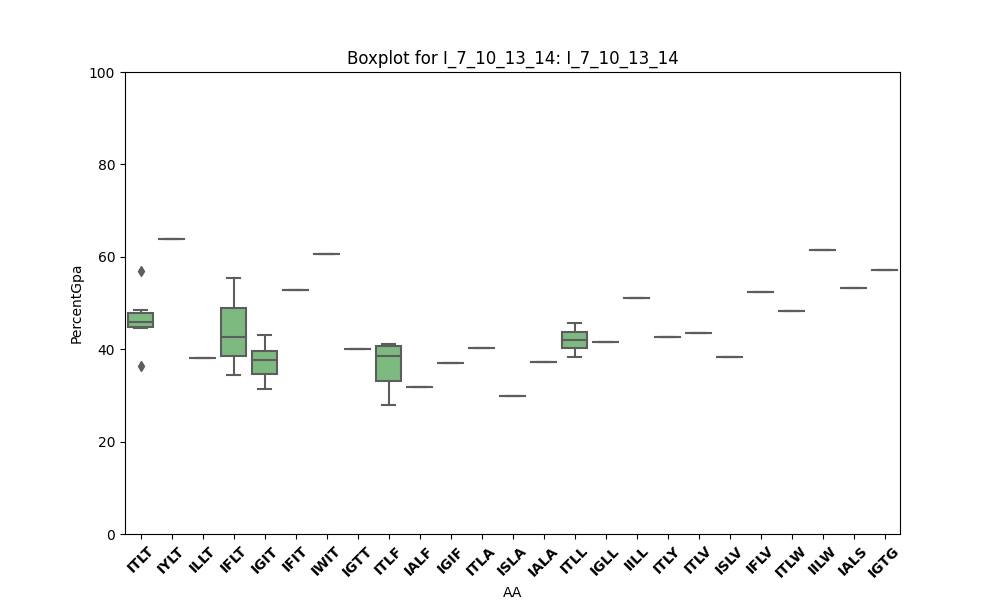 Boxplot for I_7_10_13_14: I_7_10_13_14
100
80
60
40
20
0
PercentGpa
ITLT IYLT ILLT IFLT IGIT IFIT IWIT IGTT ITLF IALF IGIF ITLA ISLA IALA ITLL IGLL IILL ITLY ITLV ISLV IFLV ITLW IILW IALS IGTG
AA